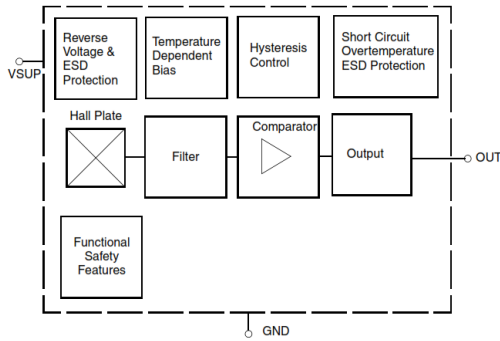 Reverse
Voltage &
ESD
Protection
Temperature
Dependent
Bias
Hysteresis
Control
Short Circuit
Overtemperature
ESD Protection
VSUP
Hall Plate
Filter
Comparator
Output
OUT
Functional
Safety
Features
GND